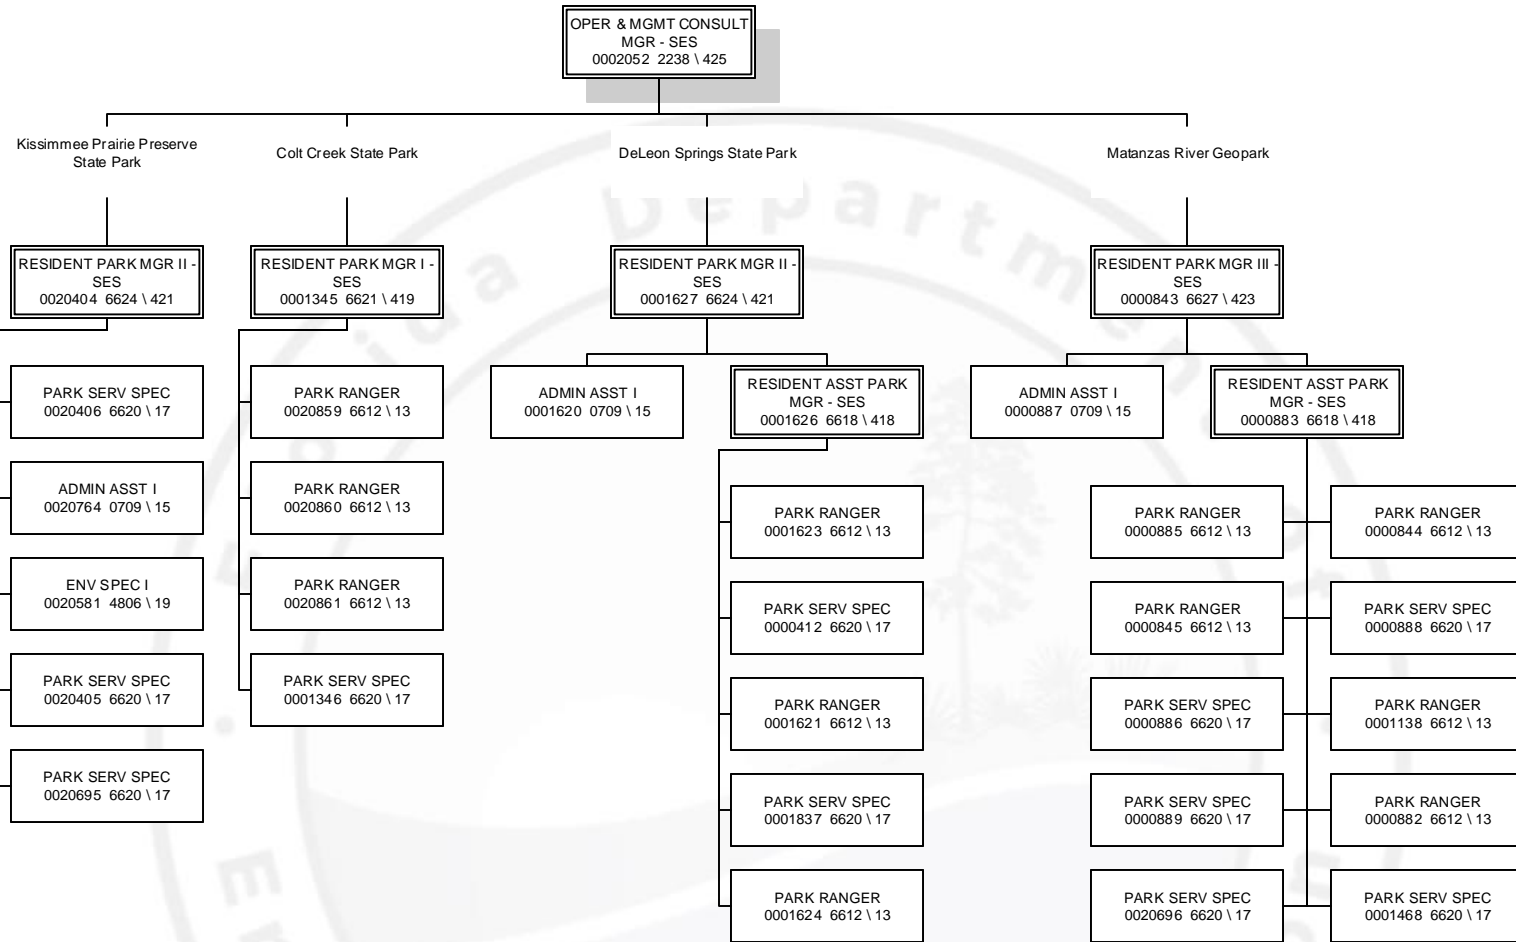 OPER & MGMT CONSULT
MGR - SES
0002052 2238 \ 425
Kissimmee Prairie Preserve
State Park
Colt Creek State Park
DeLeon Springs State Park
Matanzas River Geopark
RESIDENT PARK MGR II -
SES
0020404 6624 \ 421
RESIDENT PARK MGR I -
SES
0001345 6621 \ 419
RESIDENT PARK MGR II -
SES
0001627 6624 \ 421
RESIDENT PARK MGR III -
SES
0000843 6627 \ 423
PARK SERV SPEC
0020406 6620 \ 17
PARK RANGER
0020859 6612 \ 13
ADMIN ASST I
0001620 0709 \ 15
RESIDENT ASST PARK
MGR - SES
0001626 6618 \ 418
ADMIN ASST I
0000887 0709 \ 15
RESIDENT ASST PARK
MGR - SES
0000883 6618 \ 418
ADMIN ASST I
0020764 0709 \ 15
PARK RANGER
0020860 6612 \ 13
PARK RANGER
0001623 6612 \ 13
PARK RANGER
0000885 6612 \ 13
PARK RANGER
0000844 6612 \ 13
ENV SPEC I
0020581 4806 \ 19
PARK RANGER
0020861 6612 \ 13
PARK SERV SPEC
0000412 6620 \ 17
PARK RANGER
0000845 6612 \ 13
PARK SERV SPEC
0000888 6620 \ 17
PARK SERV SPEC
0020405 6620 \ 17
PARK SERV SPEC
0001346 6620 \ 17
PARK RANGER
0001621 6612 \ 13
PARK SERV SPEC
0000886 6620 \ 17
PARK RANGER
0001138 6612 \ 13
PARK SERV SPEC
0020695 6620 \ 17
PARK SERV SPEC
0001837 6620 \ 17
PARK SERV SPEC
0000889 6620 \ 17
PARK RANGER
0000882 6612 \ 13
PARK RANGER
0001624 6612 \ 13
PARK SERV SPEC
0020696 6620 \ 17
PARK SERV SPEC
0001468 6620 \ 17